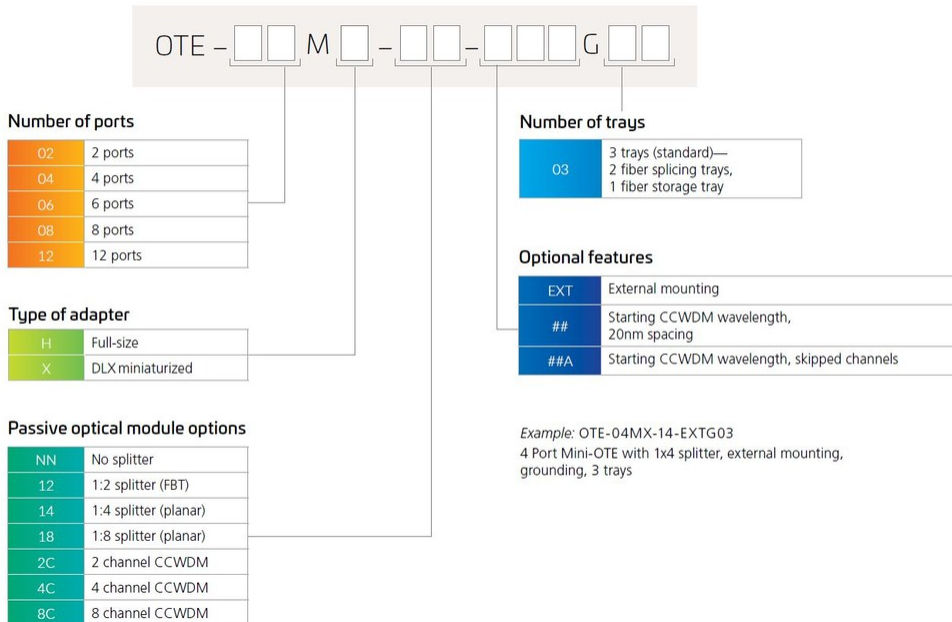 OTE – M – – G
Number of ports
02 2 ports
04 4 ports
06 6 ports
08 8 ports
12 12 ports
Type of adapter
H Full-size
X DLX miniaturized
Passive optical module options
NN No splitter
12 1:2 splitter (FBT)
14 1:4 splitter (planar)
18 1:8 splitter (planar)
2C 2 channel CCWDM
4C 4 channel CCWDM
8C 8 channel CCWDM
Number of trays
03 3 trays (standard)—
2 fiber splicing trays,
1 fiber storage tray
Optional features
EXT External mounting
## Starting CCWDM wavelength,
20nm spacing
##A Starting CCWDM wavelength, skipped channels
Example: OTE-04MX-14-EXTG03
4 Port Mini-OTE with 1x4 splitter, external mounting,
grounding, 3 trays